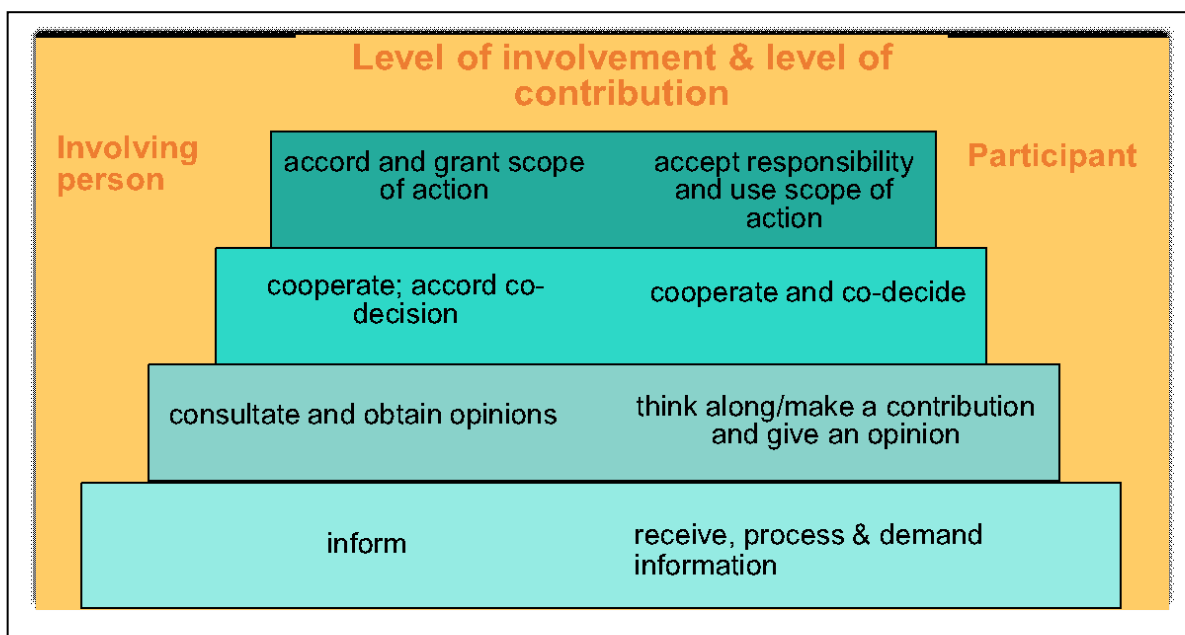 Level of involvement & level of
contribution
Involving
person
Participant
accord and grant scope
of action
accept responsibility
and use scope of
action
cooperate; accord co-
decision
cooperate and co-decide
consultate and obtain opinions
think along/make a contribution
and give an opinion
inform
receive, process & demand
information